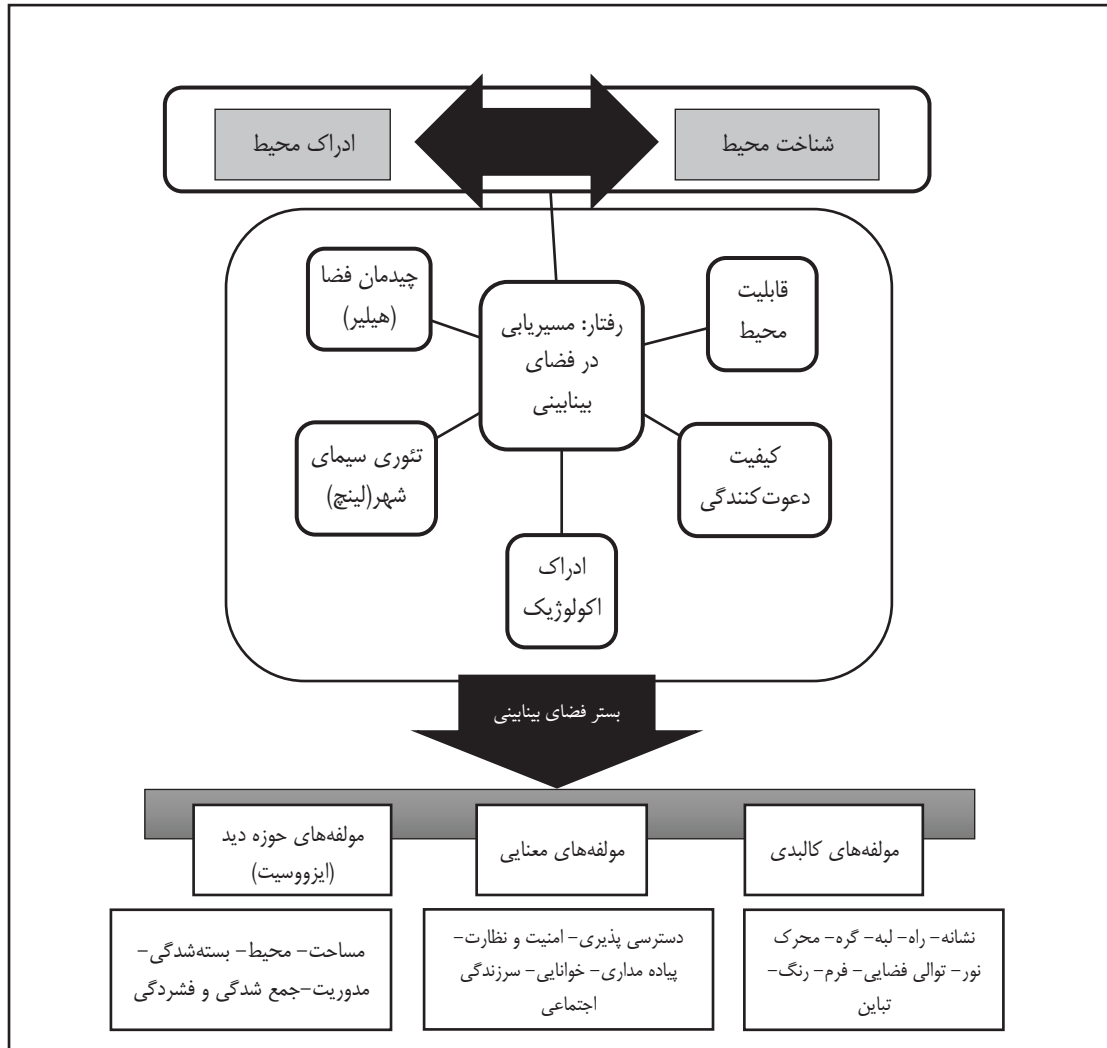 شناخت محیط
ادراک محیط
چیدمان فضا
(هیلیر)
قابلیت
محیط
رفتار: مسیریابی
در فضای
بینابینی
تئوری سیمای
شهر(لینچ)
کیفیت
دعوت‌کنندگی
ادراک
اکولوژیک
بستر فضای بینابینی
مولفه‌های کالبدی
مولفه‌های معنایی
مولفه‌های حوزه دید
(ایزووسیت)
نشانه- راه- لبه- گره- محرک
نور- توالی فضایی- فرم- رنگ-
تباین
دسترسی پذیری- امنیت و نظارت-
پیاده مداری- خوانایی- سرزندگی
اجتماعی
مساحت- محیط- بسته‌شدگی-
مدوریت-جمع شدگی و فشردگی